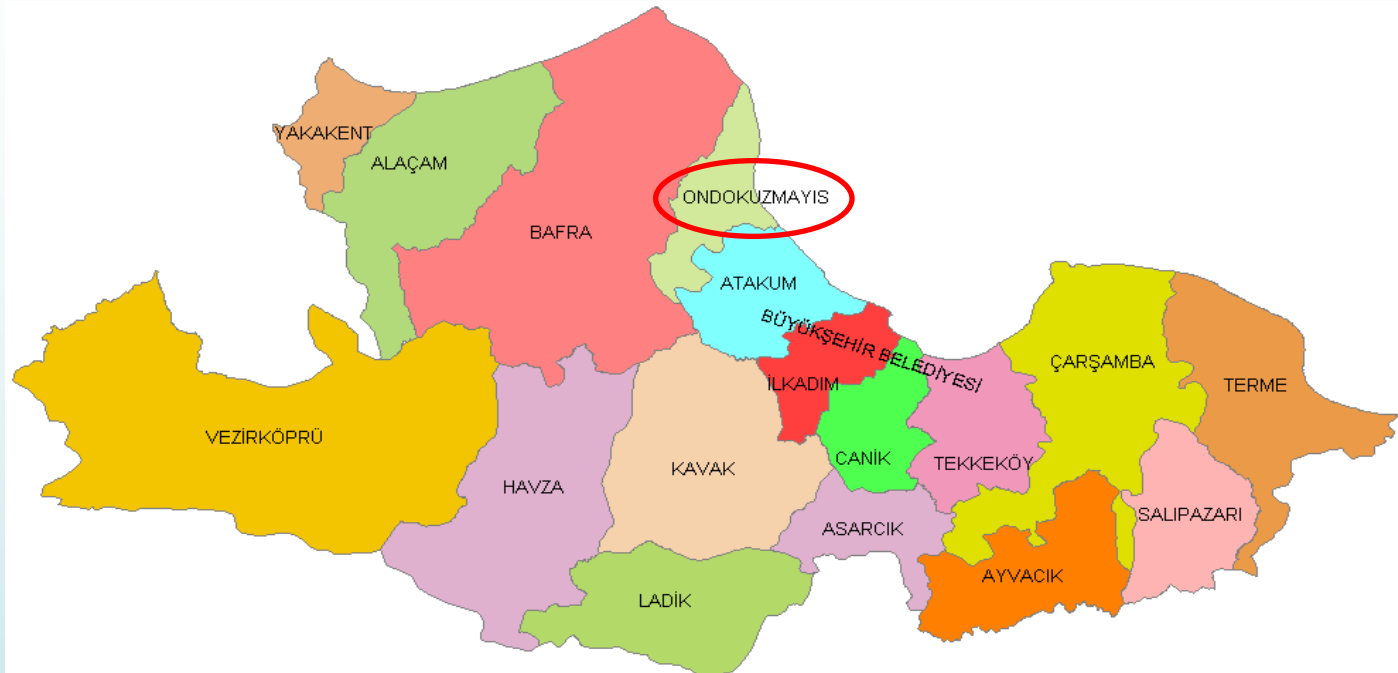 YAKAKENT
ALAÇAM
ONDOKUZMAYIS
BAFRA
ATAKUM
BÜYÜKŞEHİR BELEDİYESİ
ÇARŞAMBA
İLKADIM
TERME
VEZİRKÖPRÜ
CANİK
TEKKEKÖY
KAVAK
HAVZA
SALIPAZARI
ASARCIK
AYVACIK
LADİK